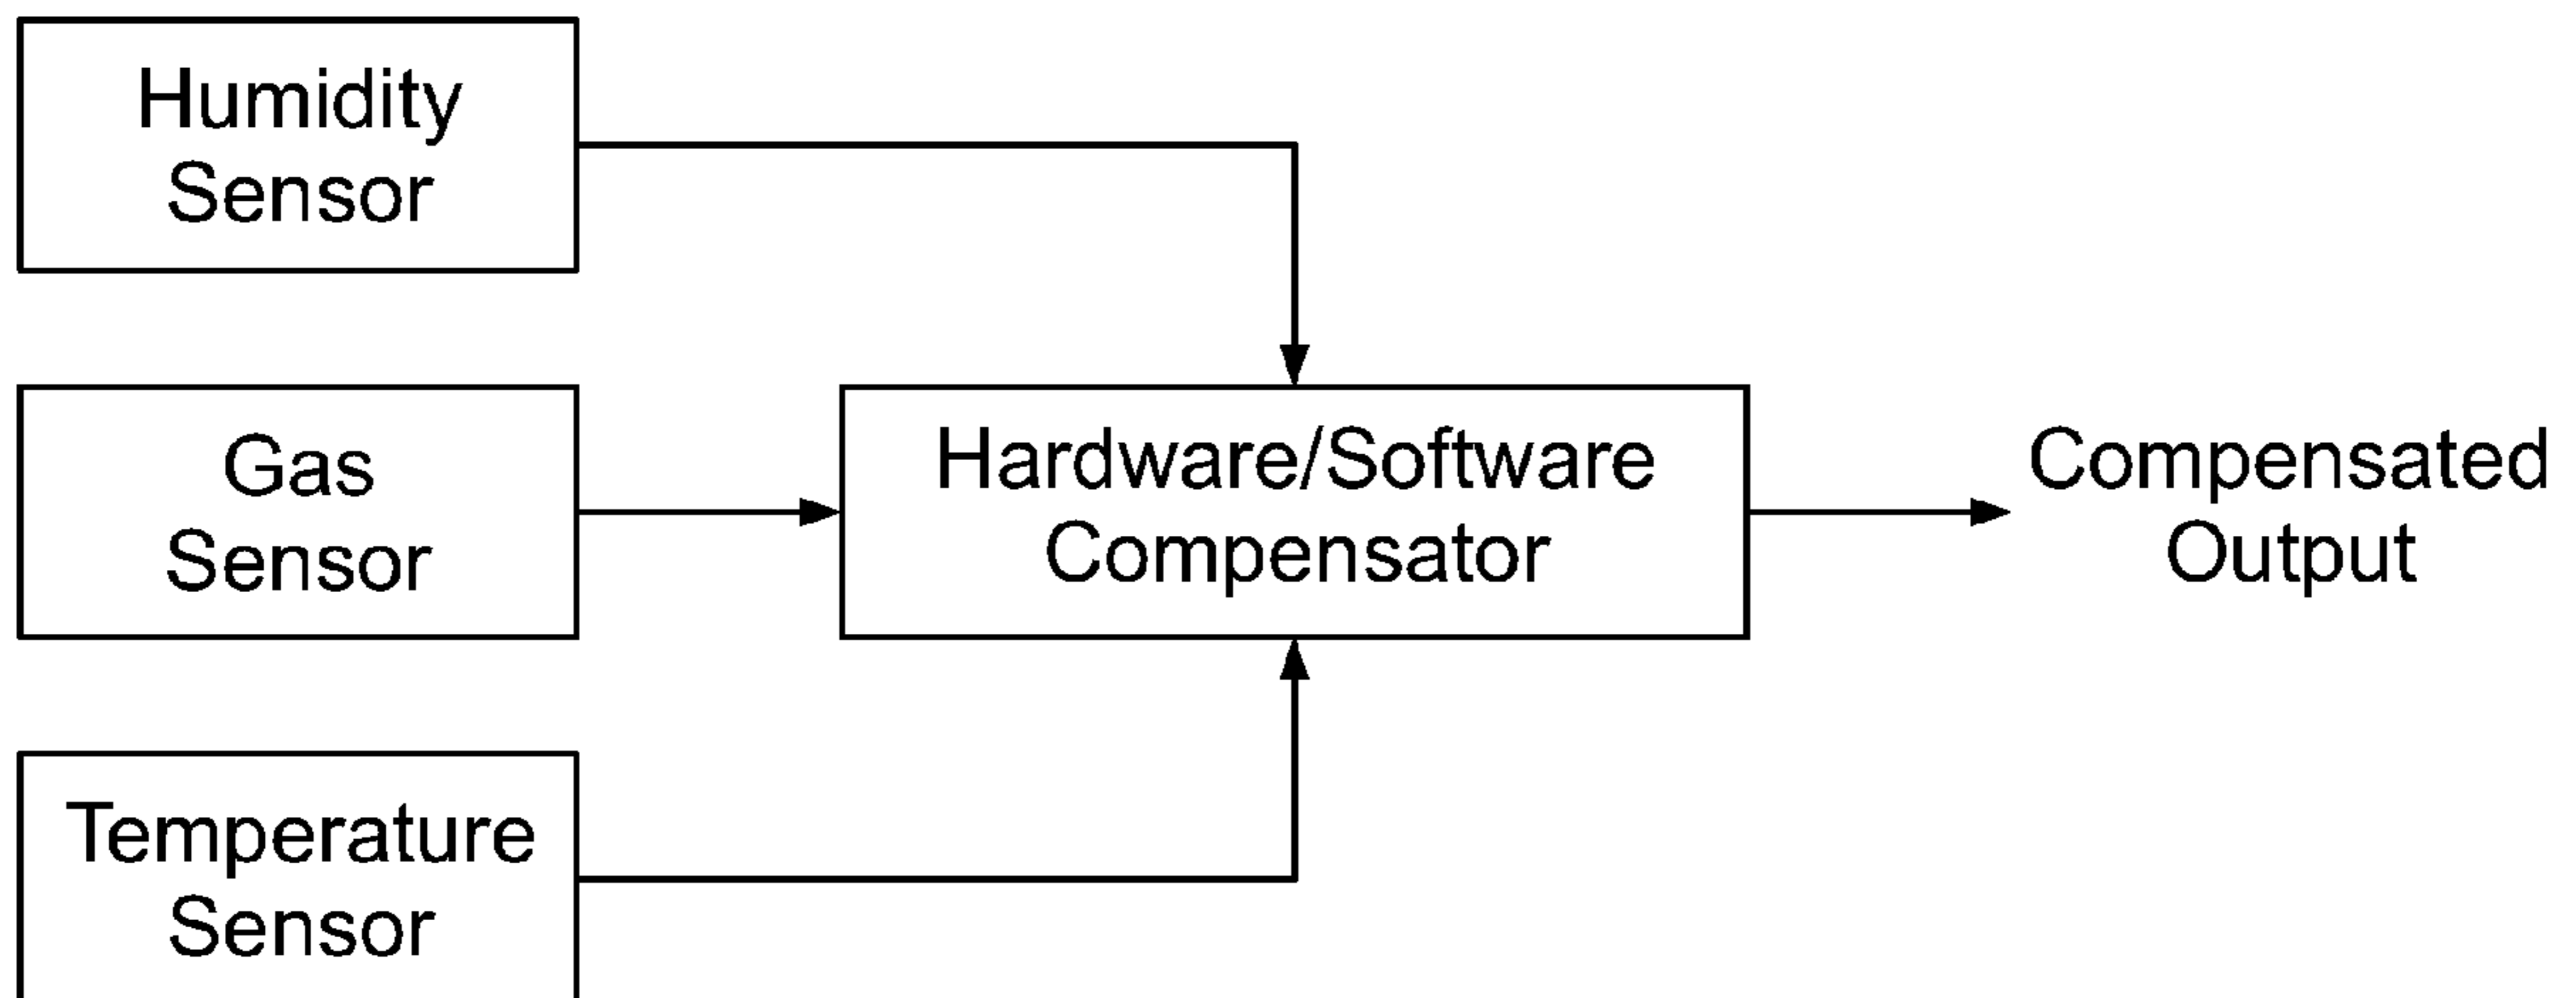 Humidity
Sensor
Gas
Sensor
Hardware/Software
Compensator
Compensated
Output
Temperature
Sensor